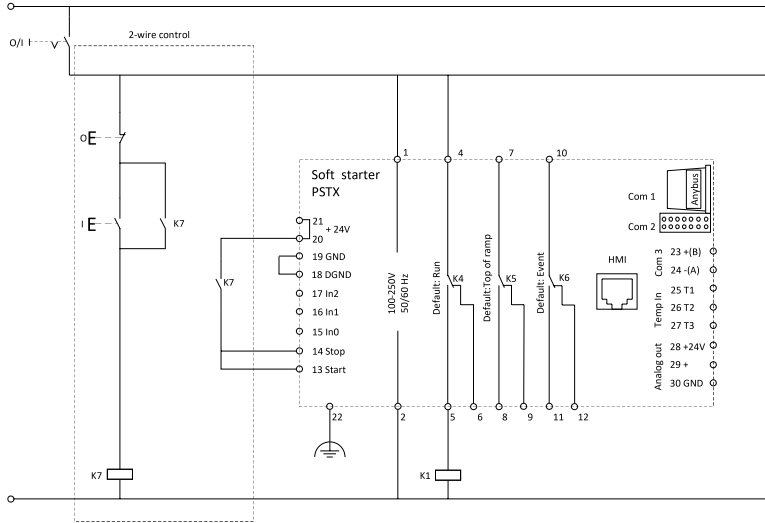 2-wire control
O/I
1
4
7
10
O
Soft starter
PSTX
Anybus
Com 1
Com 2
I
K7
21
+ 24V
20
19 GND
18 DGND
17 In2
16 In1
15 In0
14 Stop
13 Start
K7
100-250V
50/60 Hz
Default: Run
K4
Default:Top of ramp
K5
Default: Event
K6
HMI
Com 3
23 +(B)
24 -(A)
Temp In
25 T1
26 T2
27 T3
Analog out
28 +24V
29 +
30 GND
22
2
5
6
8
9
11
12
K7
K1